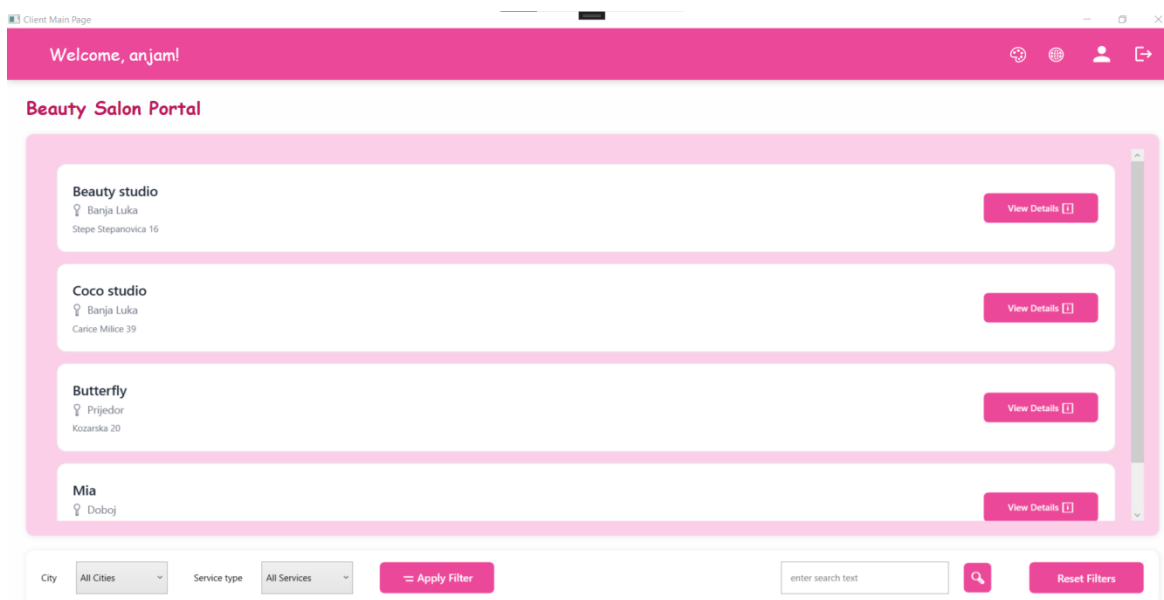 Client Main Page
Welcome, anjam!
Beauty Salon Portal
Beauty studio
Banja Luka
Stepe Stepanovica 16
View Details
Coco studio
Banja Luka
Carice Milice 39
View Details
Butterfly
Prijedor
Kozarska 20
View Details
Mia
Doboj
View Details
City All Cities Service type All Services Apply Filter enter search text Reset Filters